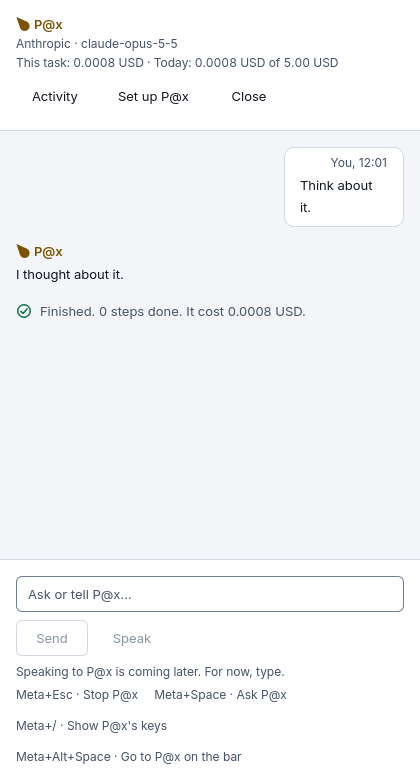 P@x
Anthropic · claude-opus-5-5
This task: 0.0008 USD · Today: 0.0008 USD of 5.00 USD
Activity Set up P@x Close
You, 12:01
Think about
it.
P@x
I thought about it.
Finished. 0 steps done. It cost 0.0008 USD.
Ask or tell P@x...
Send Speak
Speaking to P@x is coming later. For now, type.
Meta+Esc · Stop P@x Meta+Space · Ask P@x
Meta+/ · Show P@x's keys
Meta+Alt+Space · Go to P@x on the bar